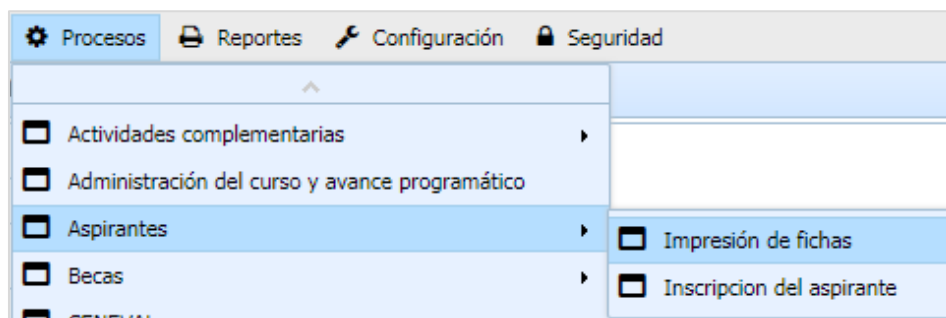 Procesos Reportes Configuración Seguridad
Actividades complementarias
Administración del curso y avance programático
Aspirantes
Impresión de fichas
Becas
Inscripcion del aspirante